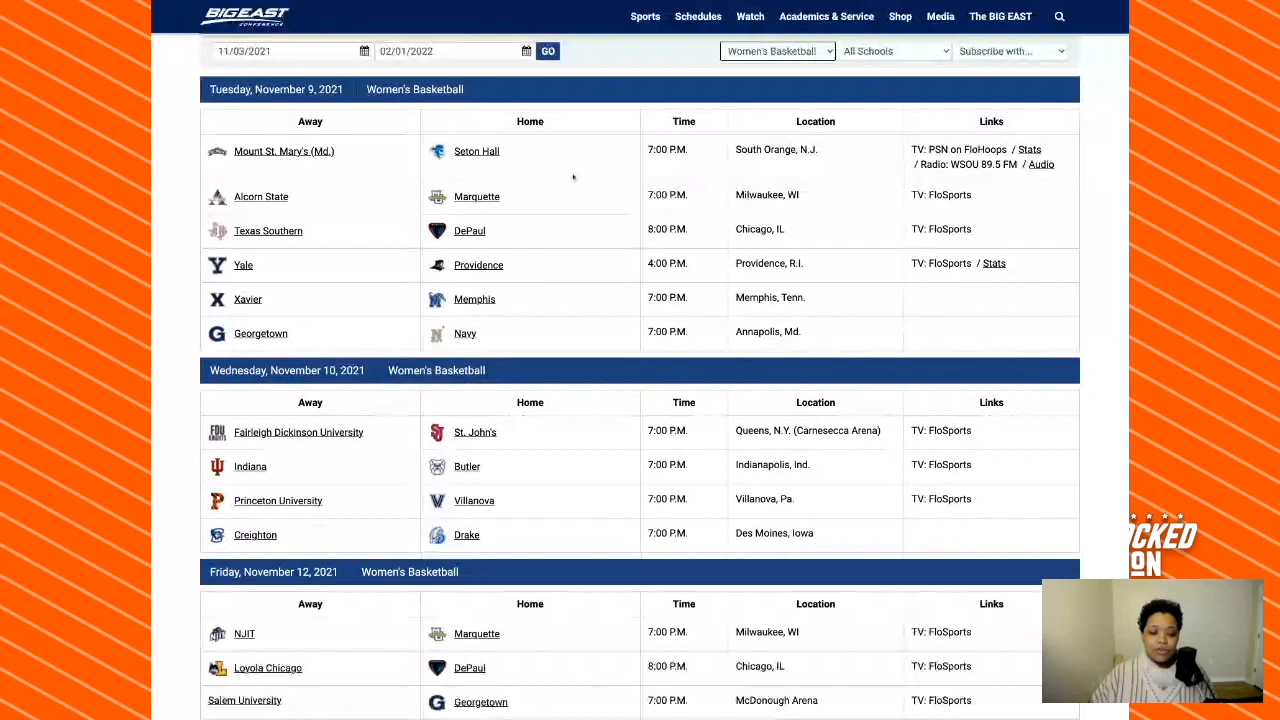 BIGEAST
CONFERENCE
Sports Schedules Watch Academics & Service Shop Media The BIG EAST
11/03/2021 02/01/2022 GO Women's Basketball All Schools Subscribe with...
Tuesday, November 9, 2021 Women's Basketball
Away Home Time Location Links
Mount St. Mary's (Md.) Seton Hall 7:00 P.M. South Orange, N.J. TV: PSN on FloHoops / Stats
/ Radio: WSOU 89.5 FM / Audio
Alcorn State Marquette 7:00 P.M. Milwaukee, WI TV: FloSports
Texas Southern DePaul 8:00 P.M. Chicago, IL TV: FloSports
Yale Providence 4:00 P.M. Providence, R.I. TV: FloSports / Stats
Xavier Memphis 7:00 P.M. Memphis, Tenn.
Georgetown Navy 7:00 P.M. Annapolis, Md.
Wednesday, November 10, 2021 Women's Basketball
Away Home Time Location Links
FDU Fairleigh Dickinson University St. John's 7:00 P.M. Queens, N.Y. (Carnesecca Arena) TV: FloSports
Indiana Butler 7:00 P.M. Indianapolis, Ind. TV: FloSports
Princeton University Villanova 7:00 P.M. Villanova, Pa. TV: FloSports
Creighton Drake 7:00 P.M. Des Moines, Iowa
Friday, November 12, 2021 Women's Basketball
Away Home Time Location Links
NJIT Marquette 7:00 P.M. Milwaukee, WI TV: FloSports
Loyola Chicago DePaul 8:00 P.M. Chicago, IL TV: FloSports
Salem University Georgetown 7:00 P.M. McDonough Arena TV: FloSports
OCKED
ON